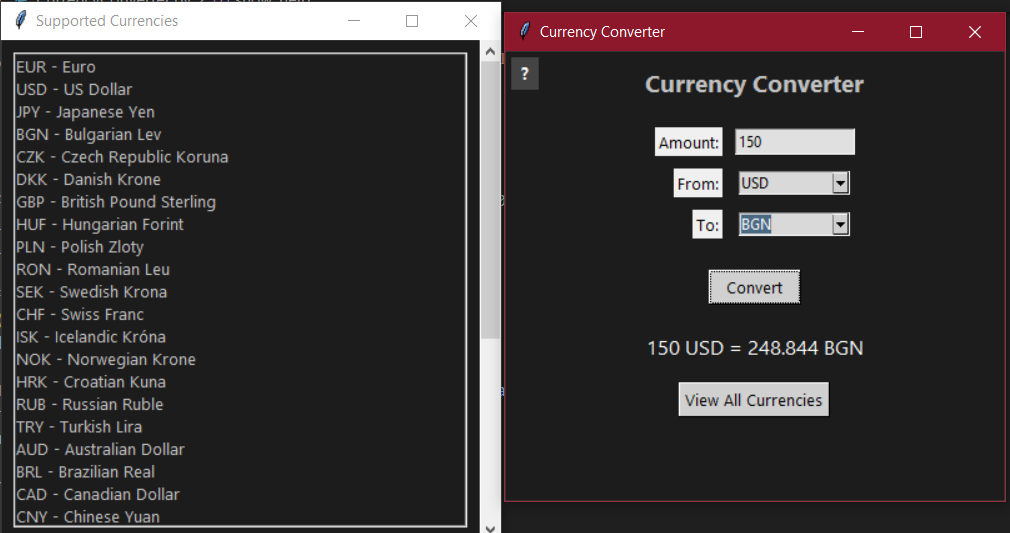 Supported Currencies
EUR - Euro
USD - US Dollar
JPY - Japanese Yen
BGN - Bulgarian Lev
CZK - Czech Republic Koruna
DKK - Danish Krone
GBP - British Pound Sterling
HUF - Hungarian Forint
PLN - Polish Zloty
RON - Romanian Leu
SEK - Swedish Krona
CHF - Swiss Franc
ISK - Icelandic Króna
NOK - Norwegian Krone
HRK - Croatian Kuna
RUB - Russian Ruble
TRY - Turkish Lira
AUD - Australian Dollar
BRL - Brazilian Real
CAD - Canadian Dollar
CNY - Chinese Yuan
Currency Converter
?
Currency Converter
Amount: 150
From: USD
To: BGN
Convert
150 USD = 248.844 BGN
View All Currencies